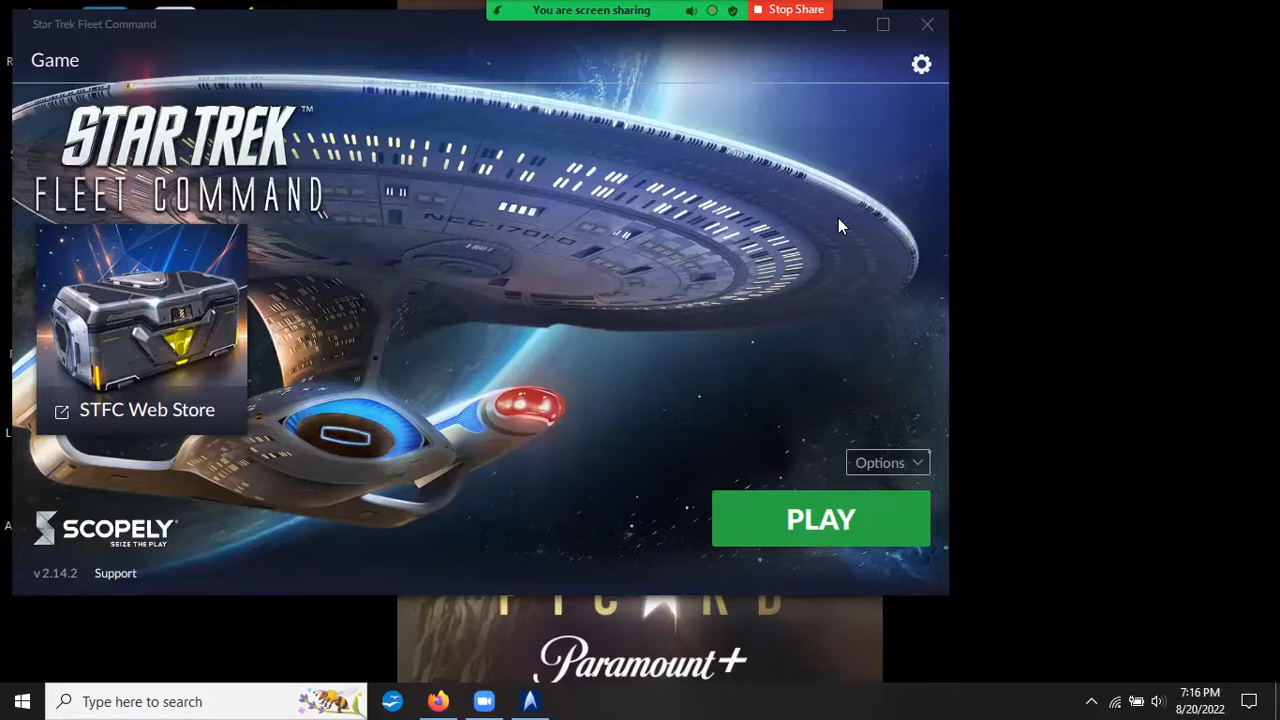 You are screen sharing
Stop Share
Star Trek Fleet Command
Game
STAR TREK™
FLEET COMMAND
NCC-1701-D
STFC Web Store
Options
PLAY
SCOPELY
SEIZE THE PLAY
v2.14.2 Support
PICARD
Paramount+
Type here to search
7:16 PM
8/20/2022